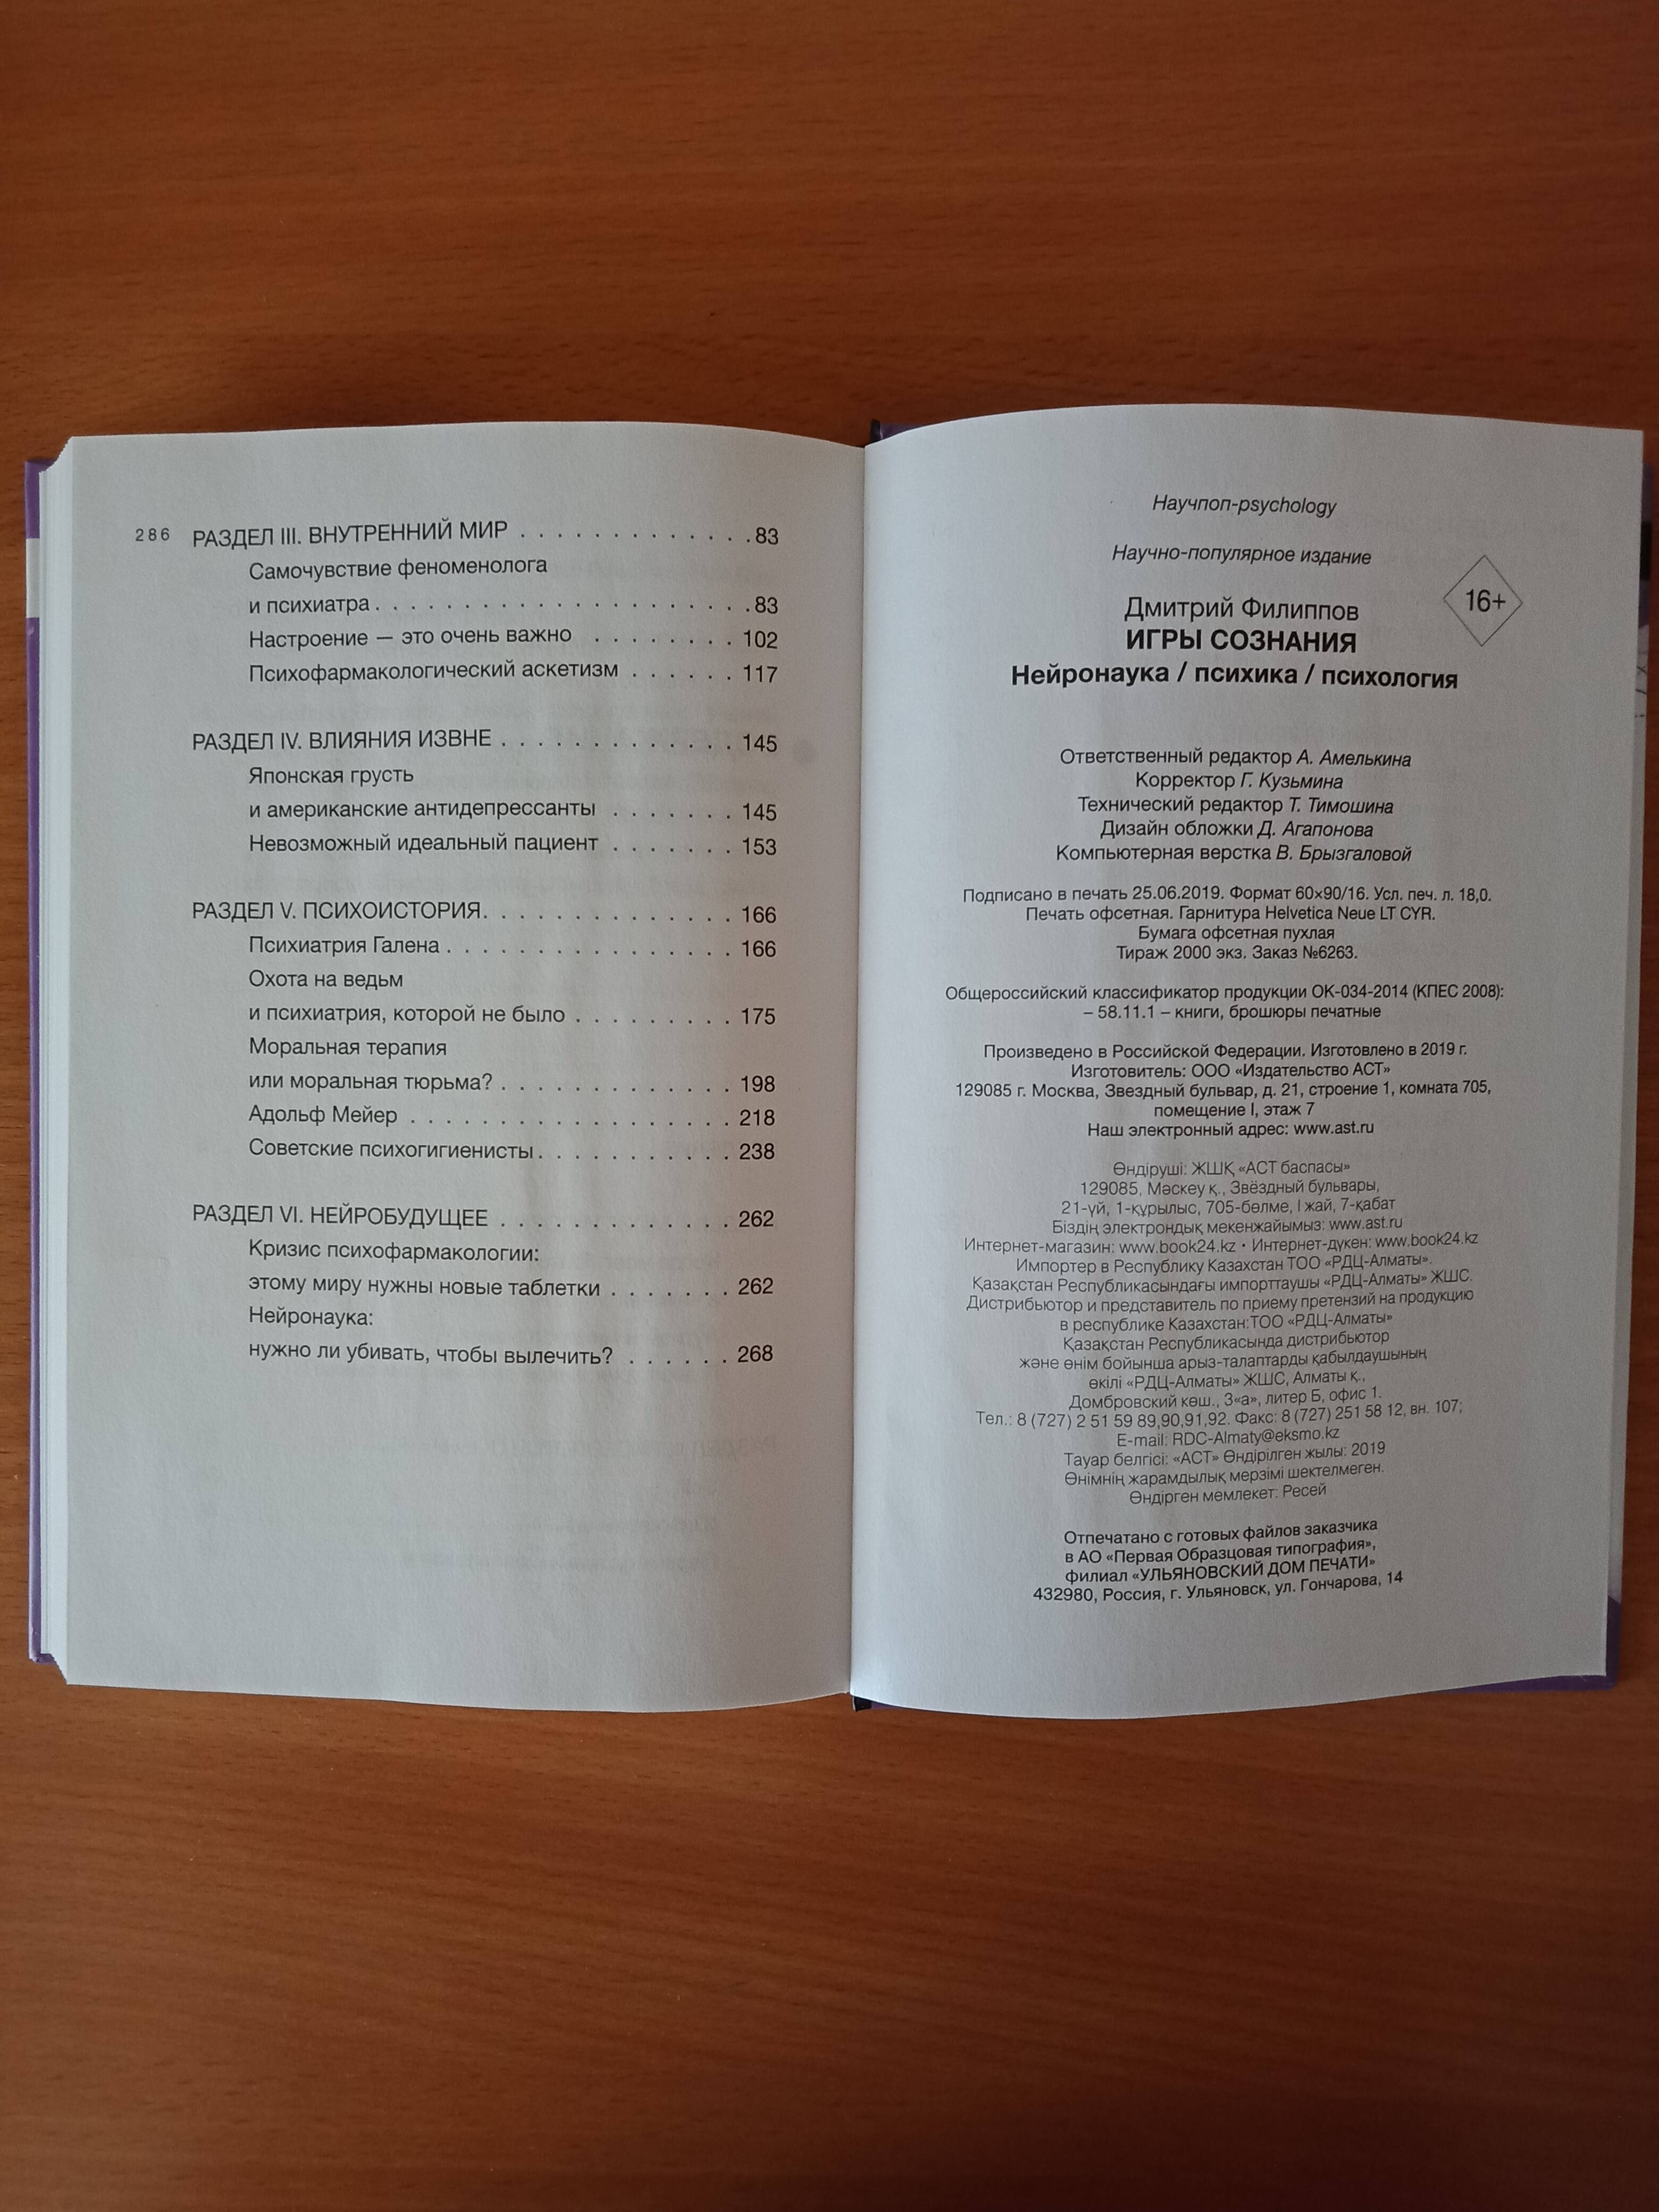 286
РАЗДЕЛ III. ВНУТРЕННИЙ МИР . . . . . . . . . . . . . 83
Самочувствие феноменолога
и психиатра . . . . . . . . . . . . . . . . . . . . . 83
Настроение — это очень важно . . . . . . . 102
Психофармакологический аскетизм . . . . . . 117
РАЗДЕЛ IV. ВЛИЯНИЯ ИЗВНЕ . . . . . . . . . . . . . 145
Японская грусть
и американские антидепрессанты . . . . . . . 145
Невозможный идеальный пациент . . . . . . . 153
РАЗДЕЛ V. ПСИХОИСТОРИЯ. . . . . . . . . . . . . . 166
Психиатрия Галена . . . . . . . . . . . . . . . . 166
Охота на ведьм
и психиатрия, которой не было . . . . . . . . . 175
Моральная терапия
или моральная тюрьма? . . . . . . . . . . . . . 198
Адольф Мейер . . . . . . . . . . . . . . . . . . 218
Советские психогигиенисты . . . . . . . . . . . 238
РАЗДЕЛ VI. НЕЙРОБУДУЩЕЕ . . . . . . . . . . . . . 262
Кризис психофармакологии:
этому миру нужны новые таблетки . . . . . . . 262
Нейронаука:
нужно ли убивать, чтобы вылечить? . . . . . . 268
Научпоп-psychology
Научно-популярное издание
16+
Дмитрий Филиппов
ИГРЫ СОЗНАНИЯ
Нейронаука / психика / психология
Ответственный редактор А. Амелькина
Корректор Г. Кузьмина
Технический редактор Т. Тимошина
Дизайн обложки Д. Агапонова
Компьютерная верстка В. Брызгаловой
Подписано в печать 25.06.2019. Формат 60×90/16. Усл. печ. л. 18,0.
Печать офсетная. Гарнитура Helvetica Neue LT CYR.
Бумага офсетная пухлая
Тираж 2000 экз. Заказ №6263.
Общероссийский классификатор продукции ОК-034-2014 (КПЕС 2008):
– 58.11.1 – книги, брошюры печатные
Произведено в Российской Федерации. Изготовлено в 2019 г.
Изготовитель: ООО «Издательство АСТ»
129085 г. Москва, Звездный бульвар, д. 21, строение 1, комната 705,
помещение I, этаж 7
Наш электронный адрес: www.ast.ru
Өндіруші: ЖШҚ «АСТ баспасы»
129085, Мәскеу қ., Звёздный бульвары,
21-үй, 1-құрылыс, 705-бөлме, I жай, 7-қабат
Біздің электрондық мекенжайымыз: www.ast.ru
Интернет-магазин: www.book24.kz • Интернет-дүкен: www.book24.kz
Импортер в Республику Казахстан ТОО «РДЦ-Алматы».
Қазақстан Республикасындағы импорттаушы «РДЦ-Алматы» ЖШС.
Дистрибьютор и представитель по приему претензий на продукцию
в республике Казахстан:ТОО «РДЦ-Алматы»
Қазақстан Республикасында дистрибьютор
және өнім бойынша арыз-талаптарды қабылдаушының
өкілі «РДЦ-Алматы» ЖШС, Алматы қ.,
Домбровский көш., 3«а», литер Б, офис 1.
Тел.: 8 (727) 2 51 59 89,90,91,92. Факс: 8 (727) 251 58 12, вн. 107;
E-mail: RDC-Almaty@eksmo.kz
Тауар белгісі: «АСТ» Өндірілген жылы: 2019
Өнімнің жарамдылық мерзімі шектелмеген.
Өндірген мемлекет: Ресей
Отпечатано с готовых файлов заказчика
в АО «Первая Образцовая типография»,
филиал «УЛЬЯНОВСКИЙ ДОМ ПЕЧАТИ»
432980, Россия, г. Ульяновск, ул. Гончарова, 14